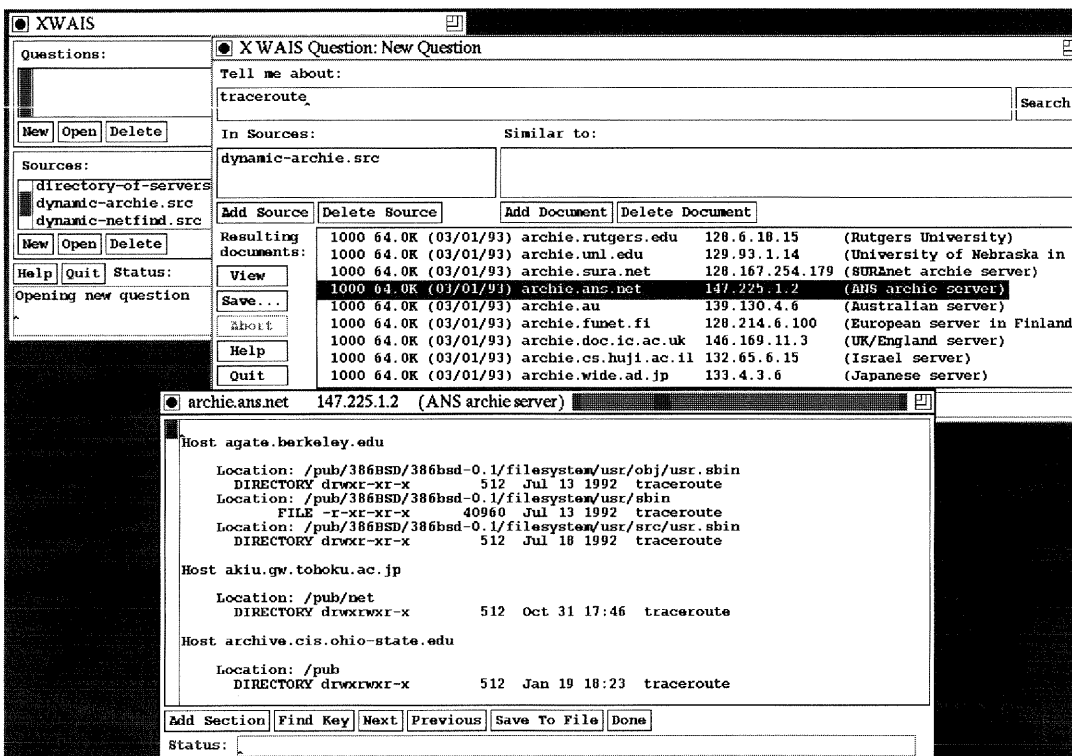 XWAIS
Questions:
New Open Delete
Sources:
directory-of-servers
dynamic-archie.src
dynamic-netfind.src
New Open Delete
Help Quit Status:
Opening new question
X WAIS Question: New Question
Tell me about:
traceroute
Search
In Sources: Similar to:
dynamic-archie.src
Add Source Delete Source Add Document Delete Document
Resulting documents:
View
Save...
Abort
Help
Quit
1000 64.0K (03/01/93) archie.rutgers.edu 128.6.18.15 (Rutgers University)
1000 64.0K (03/01/93) archie.unl.edu 129.93.1.14 (University of Nebraska in
1000 64.0K (03/01/93) archie.sura.net 128.167.254.179 (SURAnet archie server)
1000 64.0K (03/01/93) archie.ans.net 147.225.1.2 (ANS archie server)
1000 64.0K (03/01/93) archie.au 139.130.4.6 (Australian server)
1000 64.0K (03/01/93) archie.funet.fi 128.214.6.100 (European server in Finland
1000 64.0K (03/01/93) archie.doc.ic.ac.uk 146.169.11.3 (UK/England server)
1000 64.0K (03/01/93) archie.cs.huji.ac.il 132.65.6.15 (Israel server)
1000 64.0K (03/01/93) archie.wide.ad.jp 133.4.3.6 (Japanese server)
archie.ans.net 147.225.1.2 (ANS archie server)
Host agate.berkeley.edu
Location: /pub/386BSD/386bsd-0.1/filesystem/usr/obj/usr.sbin
DIRECTORY drwxr-xr-x 512 Jul 13 1992 traceroute
Location: /pub/386BSD/386bsd-0.1/filesystem/usr/sbin
FILE -r-xr-xr-x 40960 Jul 13 1992 traceroute
Location: /pub/386BSD/386bsd-0.1/filesystem/usr/src/usr.sbin
DIRECTORY drwxr-xr-x 512 Jul 18 1992 traceroute
Host akiu.gw.tohoku.ac.jp
Location: /pub/net
DIRECTORY drwxrwxr-x 512 Oct 31 17:46 traceroute
Host archive.cis.ohio-state.edu
Location: /pub
DIRECTORY drwxrwxr-x 512 Jan 19 18:23 traceroute
Add Section Find Key Next Previous Save To File Done
Status: